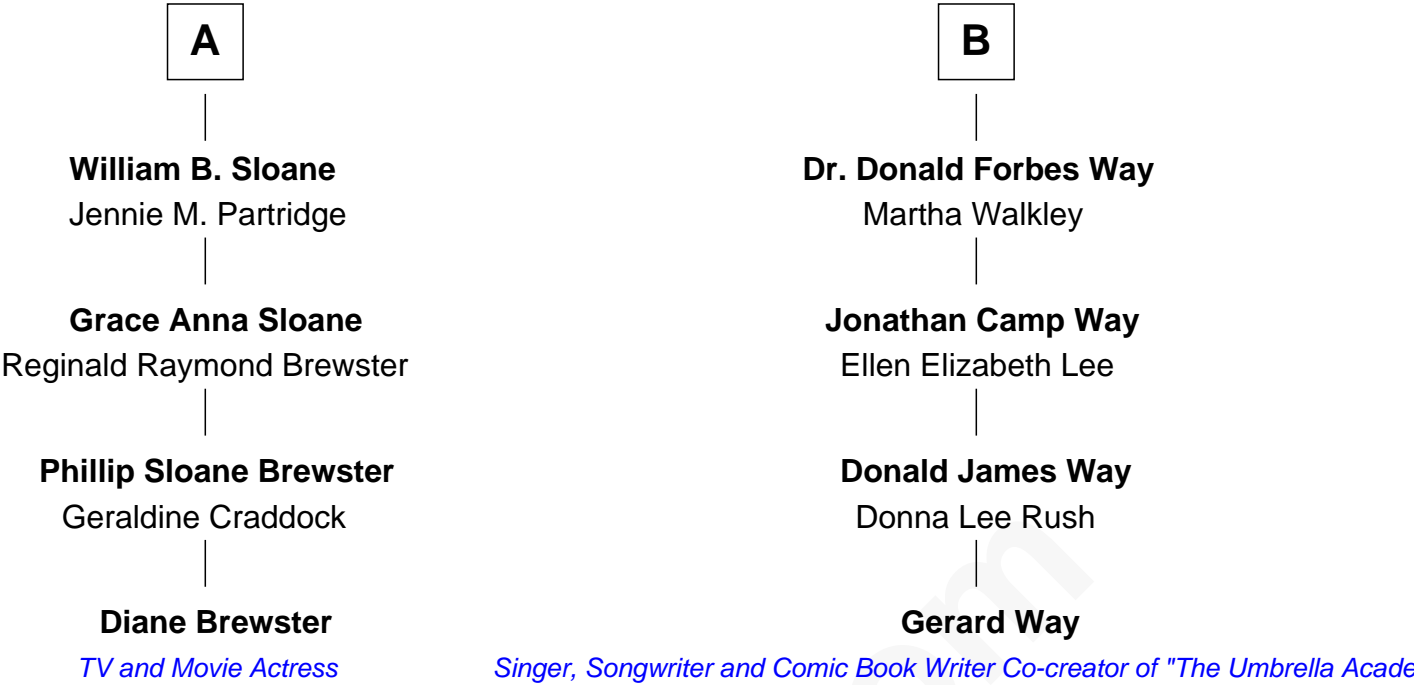 A
B
William B. Sloane
Jennie M. Partridge
Dr. Donald Forbes Way
Martha Walkley
Grace Anna Sloane
Reginald Raymond Brewster
Jonathan Camp Way
Ellen Elizabeth Lee
Phillip Sloane Brewster
Geraldine Craddock
Donald James Way
Donna Lee Rush
Diane Brewster
TV and Movie Actress
Gerard Way
Singer, Songwriter and Comic Book Writer Co-creator of "The Umbrella Acade
om